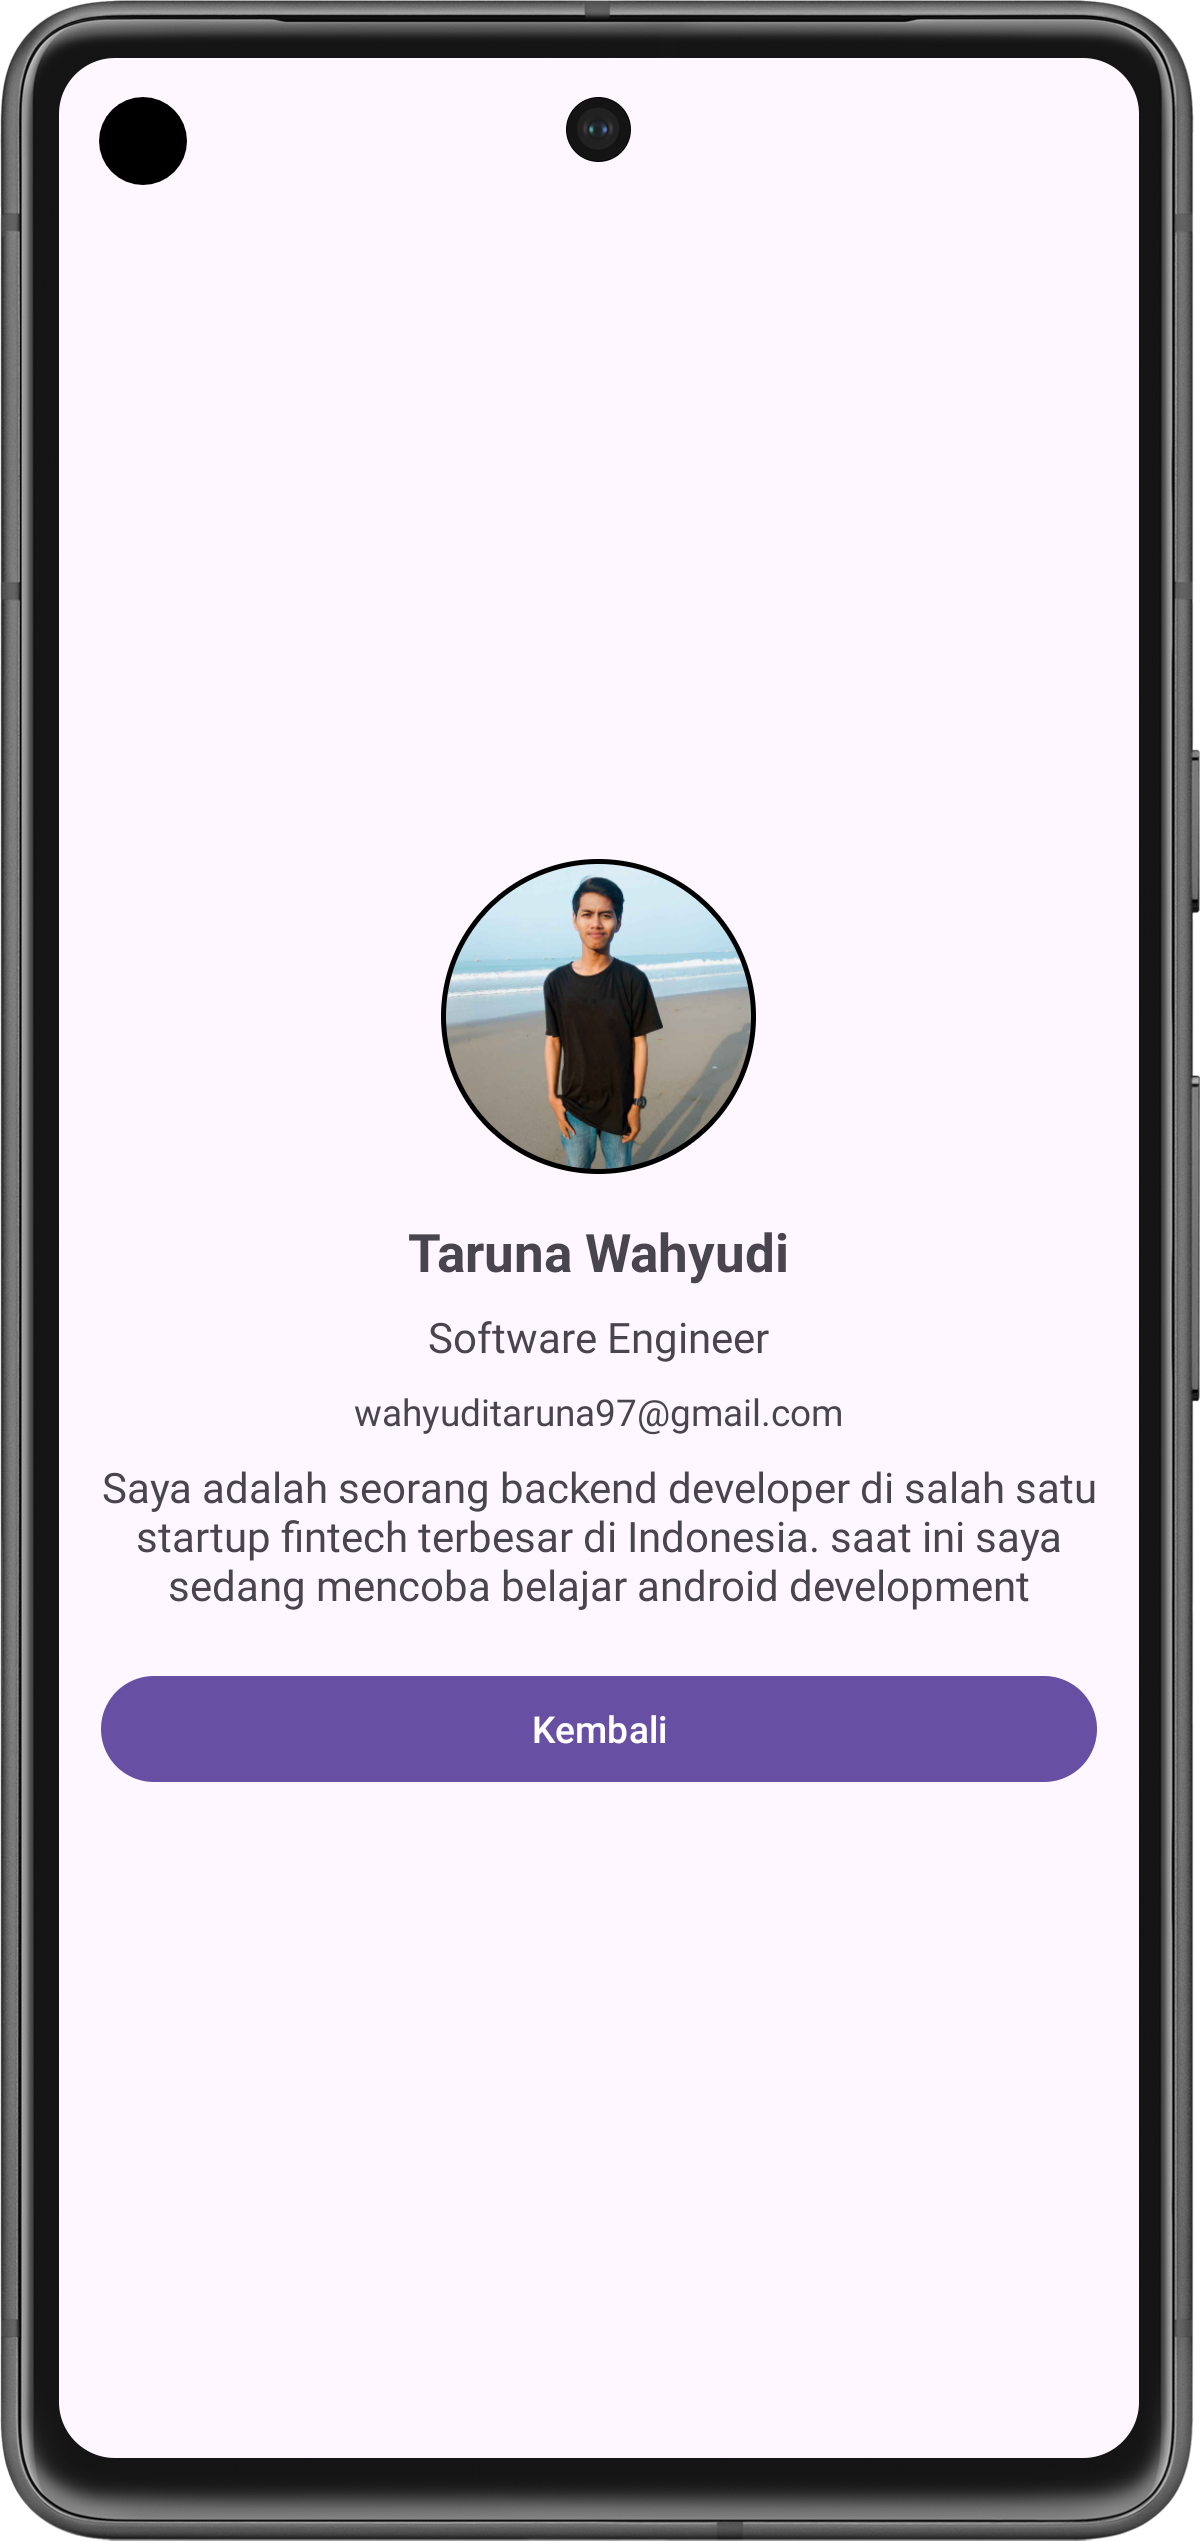 Taruna Wahyudi
Software Engineer
wahyuditaruna97@gmail.com
Saya adalah seorang backend developer di salah satu
startup fintech terbesar di Indonesia. saat ini saya
sedang mencoba belajar android development
Kembali